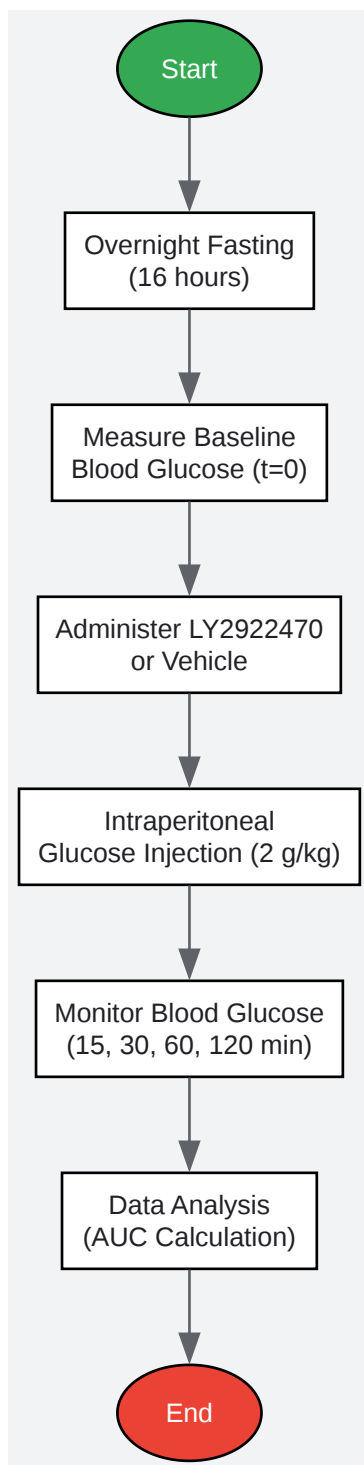 Start
Overnight Fasting
(16 hours)
Measure Baseline
Blood Glucose (t=0)
Administer LY2922470
or Vehicle
Intraperitoneal
Glucose Injection (2 g/kg)
Monitor Blood Glucose
(15, 30, 60, 120 min)
Data Analysis
(AUC Calculation)
End